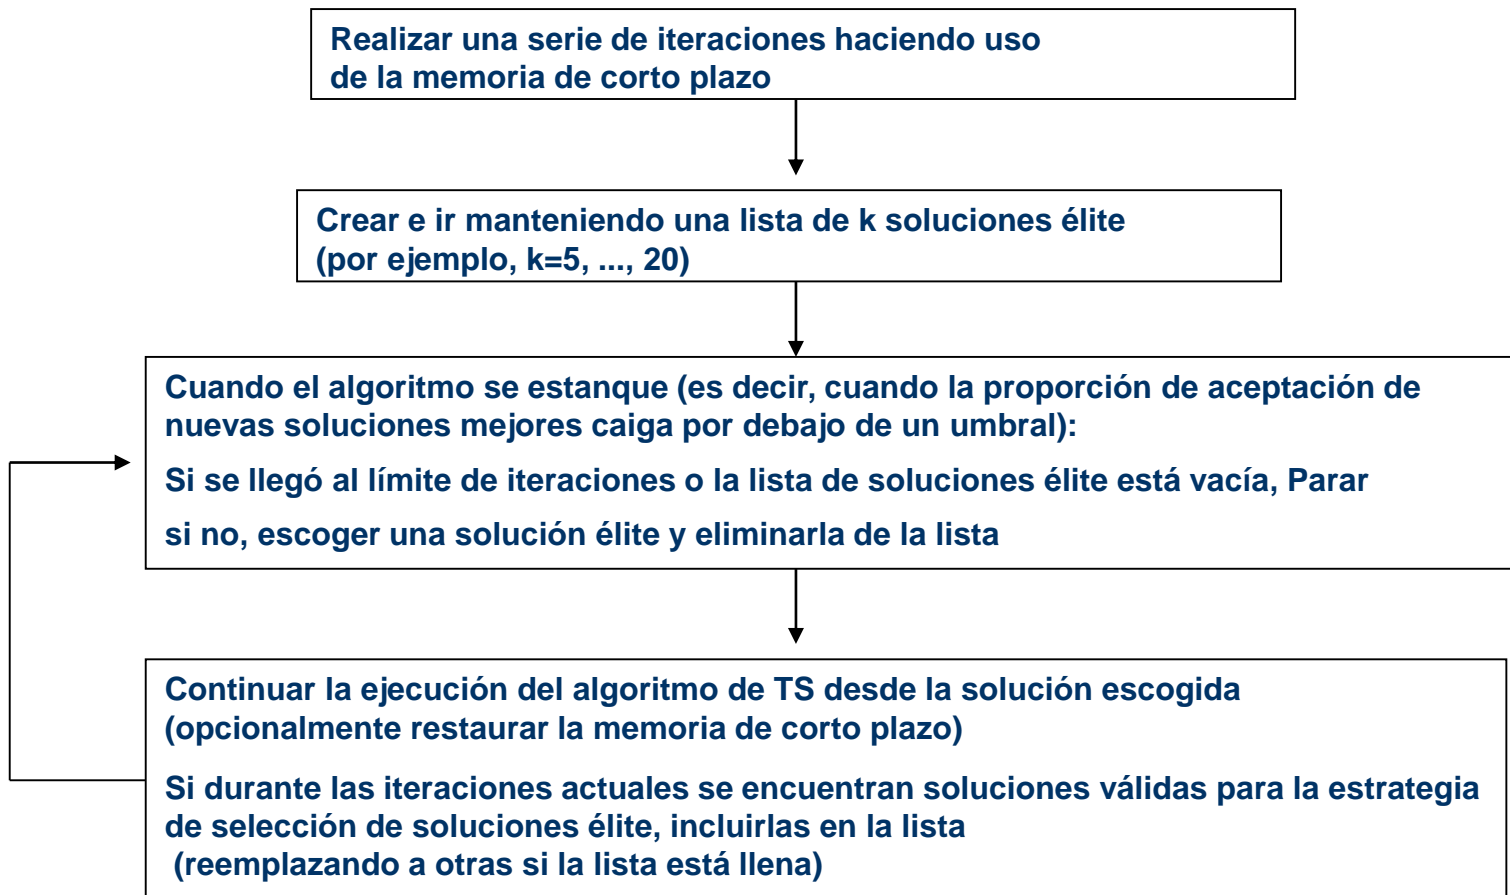 Realizar una serie de iteraciones haciendo uso
de la memoria de corto plazo
Crear e ir manteniendo una lista de k soluciones élite
(por ejemplo, k=5, ..., 20)
Cuando el algoritmo se estanque (es decir, cuando la proporción de aceptación de
nuevas soluciones mejores caiga por debajo de un umbral):
Si se llegó al límite de iteraciones o la lista de soluciones élite está vacía, Parar
si no, escoger una solución élite y eliminarla de la lista
Continuar la ejecución del algoritmo de TS desde la solución escogida
(opcionalmente restaurar la memoria de corto plazo)
Si durante las iteraciones actuales se encuentran soluciones válidas para la estrategia
de selección de soluciones élite, incluirlas en la lista
(reemplazando a otras si la lista está llena)